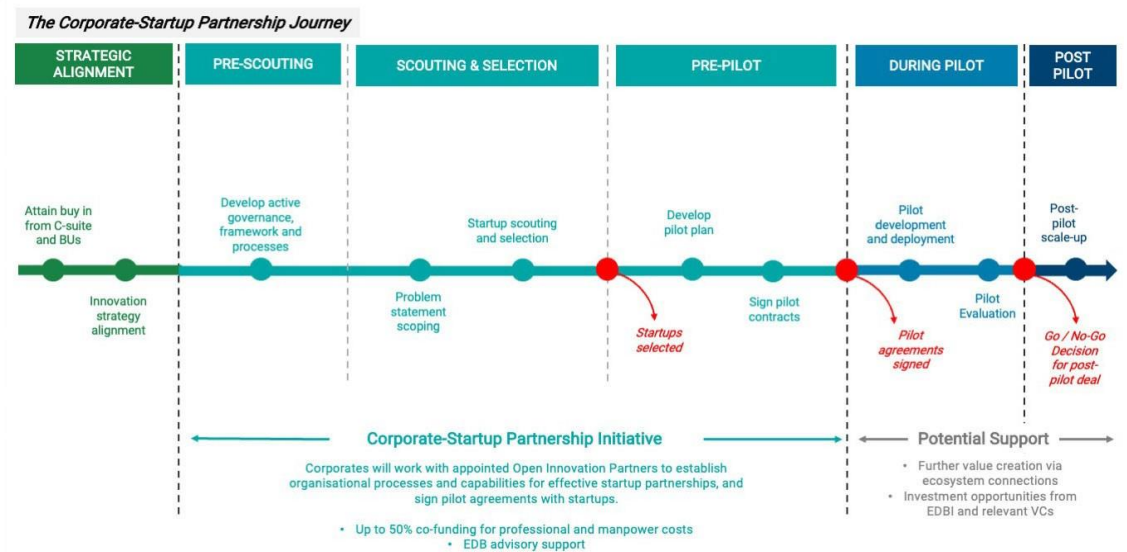 The Corporate-Startup Partnership Journey
STRATEGIC
ALIGNMENT
PRE-SCOUTING
SCOUTING & SELECTION
PRE-PILOT
DURING PILOT
POST
PILOT
Attain buy in
from C-suite
and BUs
Innovation
strategy
alignment
Develop active
governance,
framework and
processes
Problem
statement
scoping
Startup scouting
and selection
Startups
selected
Develop
pilot plan
Sign pilot
contracts
Pilot
agreements
signed
Pilot
development
and deployment
Pilot
Evaluation
Go / No-Go
Decision
for post-
pilot deal
Post-
pilot
scale-up
Corporate-Startup Partnership Initiative
Corporates will work with appointed Open Innovation Partners to establish
organisational processes and capabilities for effective startup partnerships, and
sign pilot agreements with startups.
• Up to 50% co-funding for professional and manpower costs
• EDB advisory support
Potential Support
• Further value creation via
ecosystem connections
• Investment opportunities from
EDBI and relevant VCs